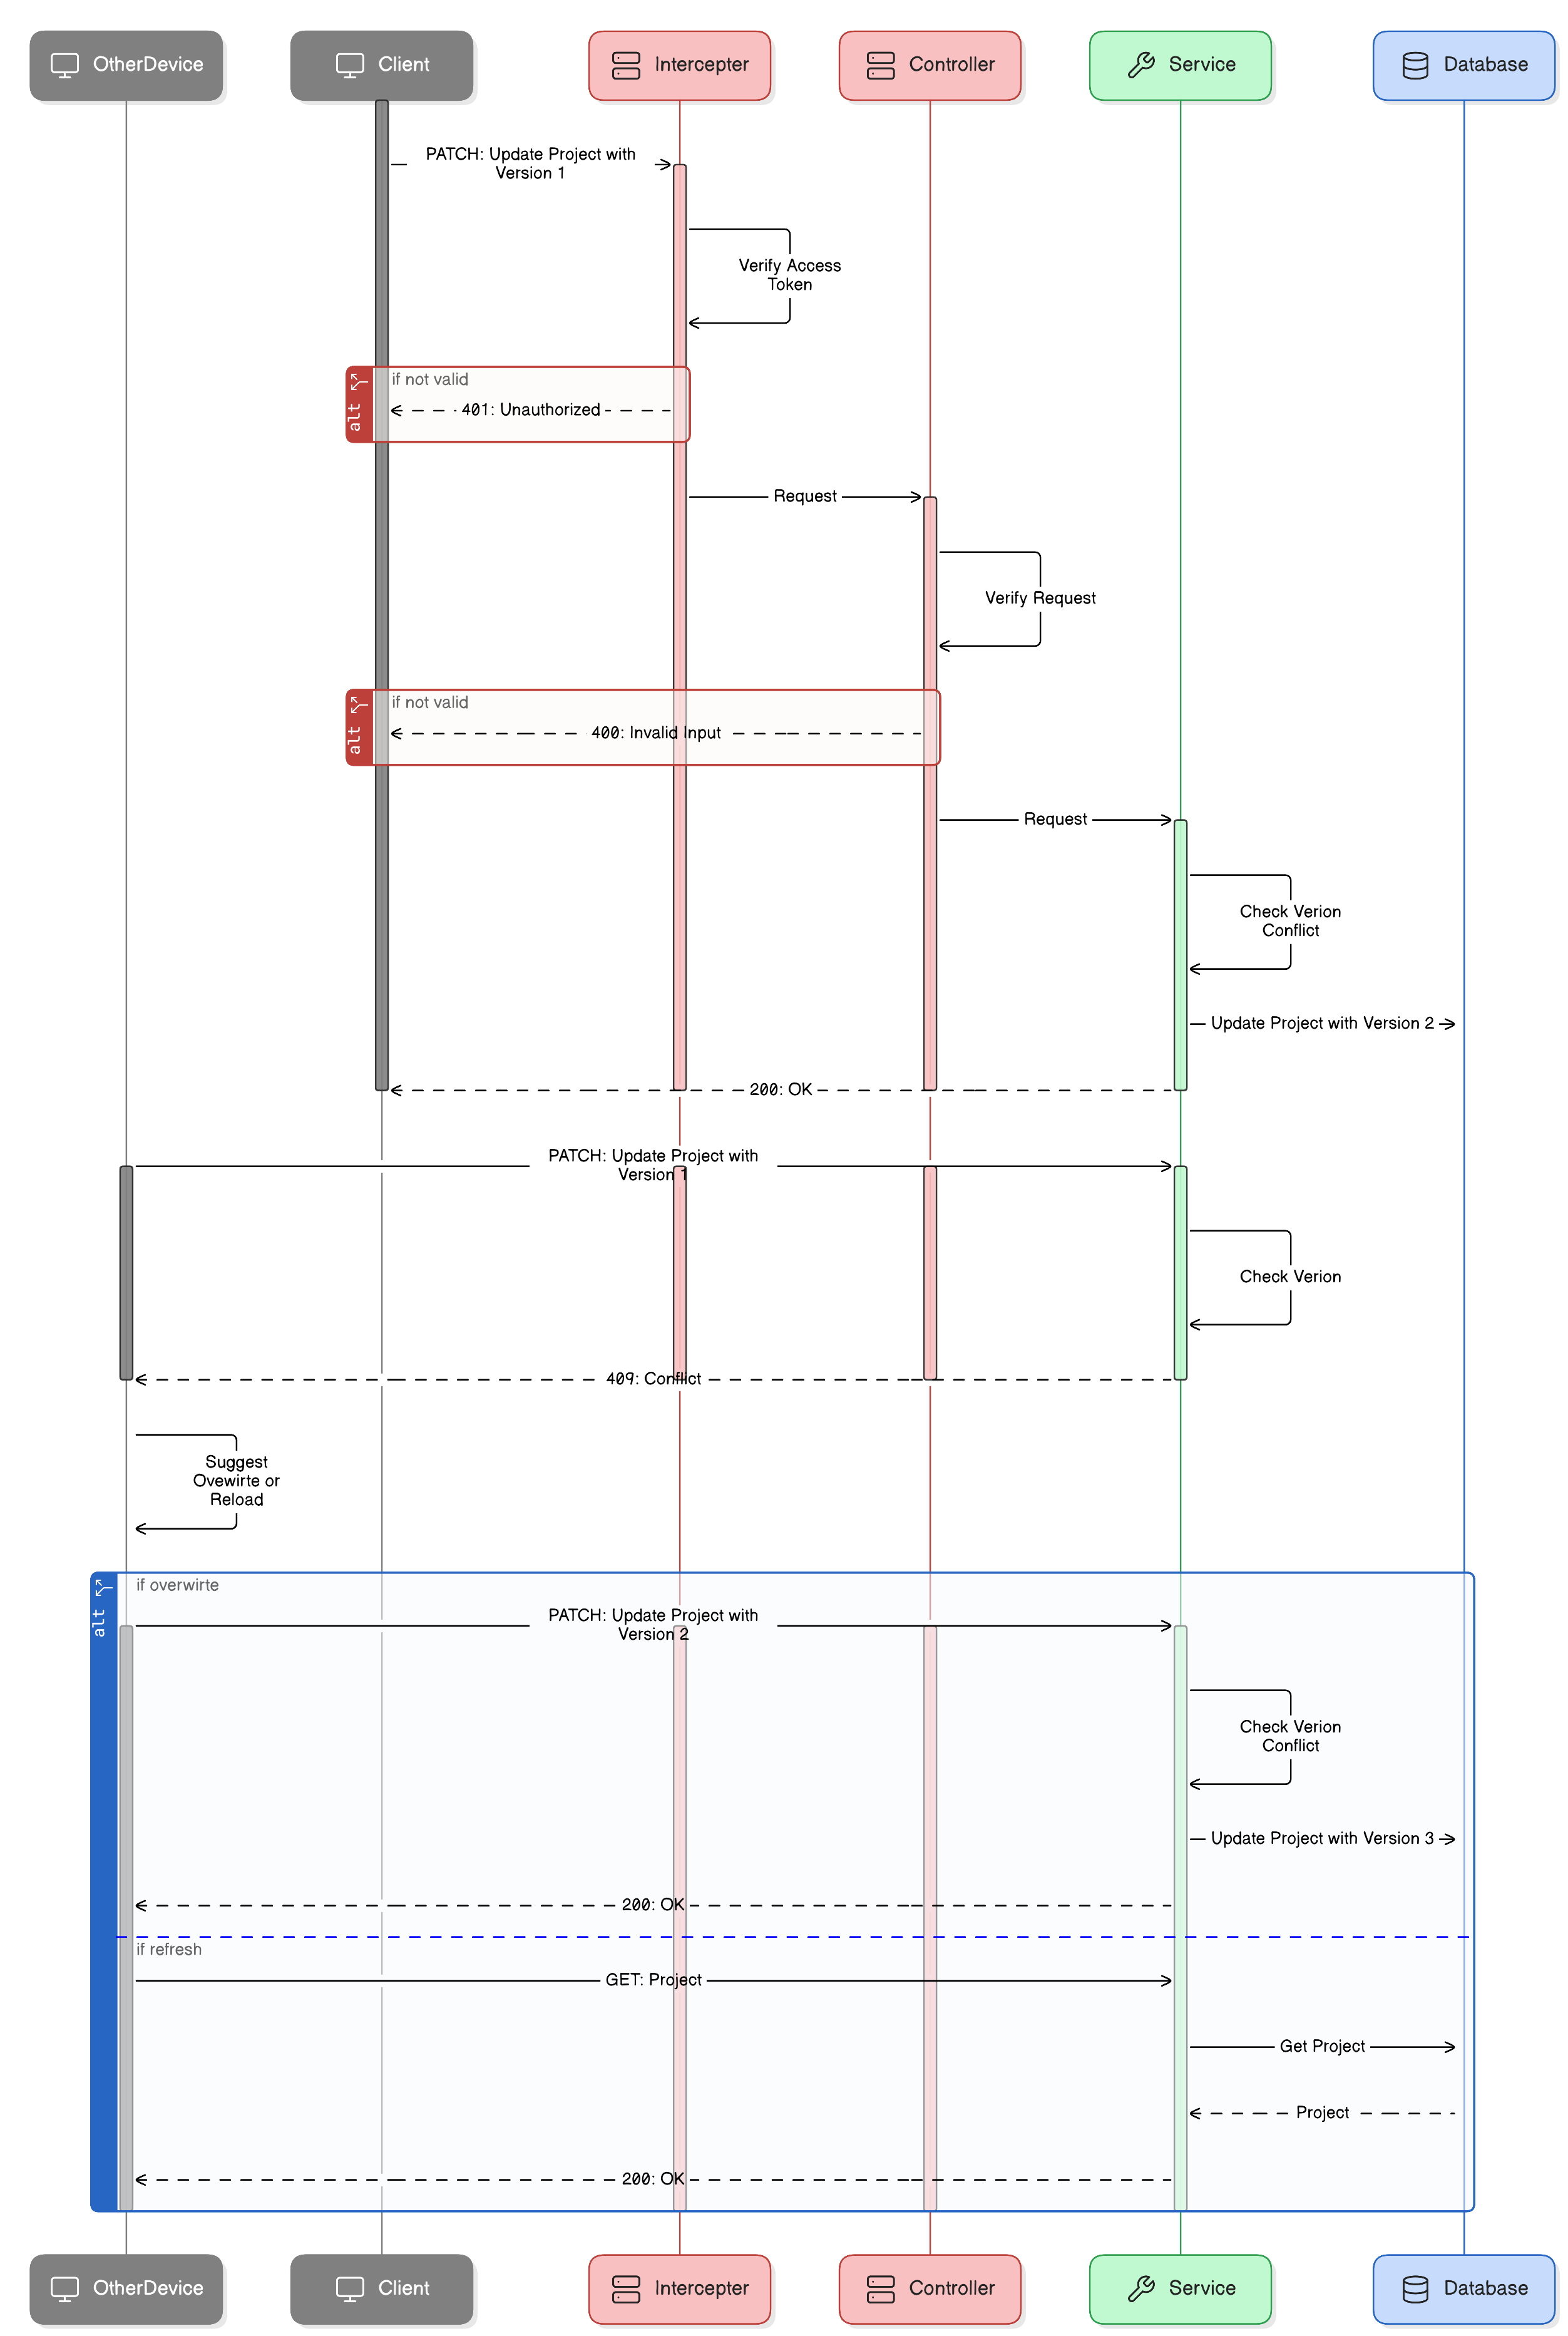 OtherDevice
Client
Intercepter
Controller
Service
Database
PATCH: Update Project with
Version 1
Verify Access
Token
alt
if not valid
401: Unauthorized
Request
Verify Request
alt
if not valid
400: Invalid Input
Request
Check Verion
Conflict
Update Project with Version 2
200: OK
PATCH: Update Project with
Version 1
Check Verion
409: Conflict
Suggest
Ovewirte or
Reload
alt
if overwirte
PATCH: Update Project with
Version 2
Check Verion
Conflict
Update Project with Version 3
200: OK
if refresh
GET: Project
Get Project
Project
200: OK
OtherDevice
Client
Intercepter
Controller
Service
Database